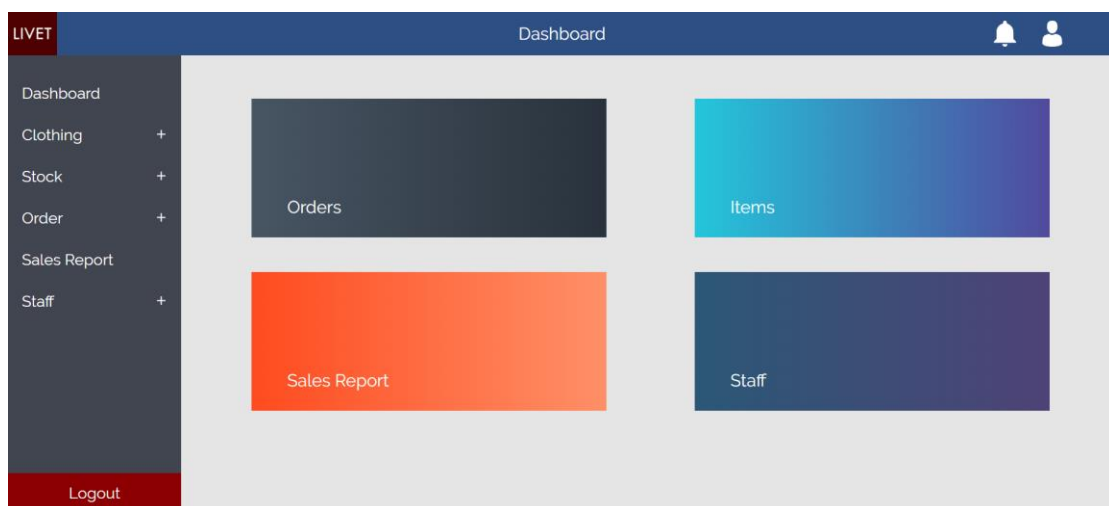 LIVET
Dashboard
Dashboard
Clothing +
Stock +
Order +
Sales Report
Staff +
Logout
Orders
Items
Sales Report
Staff